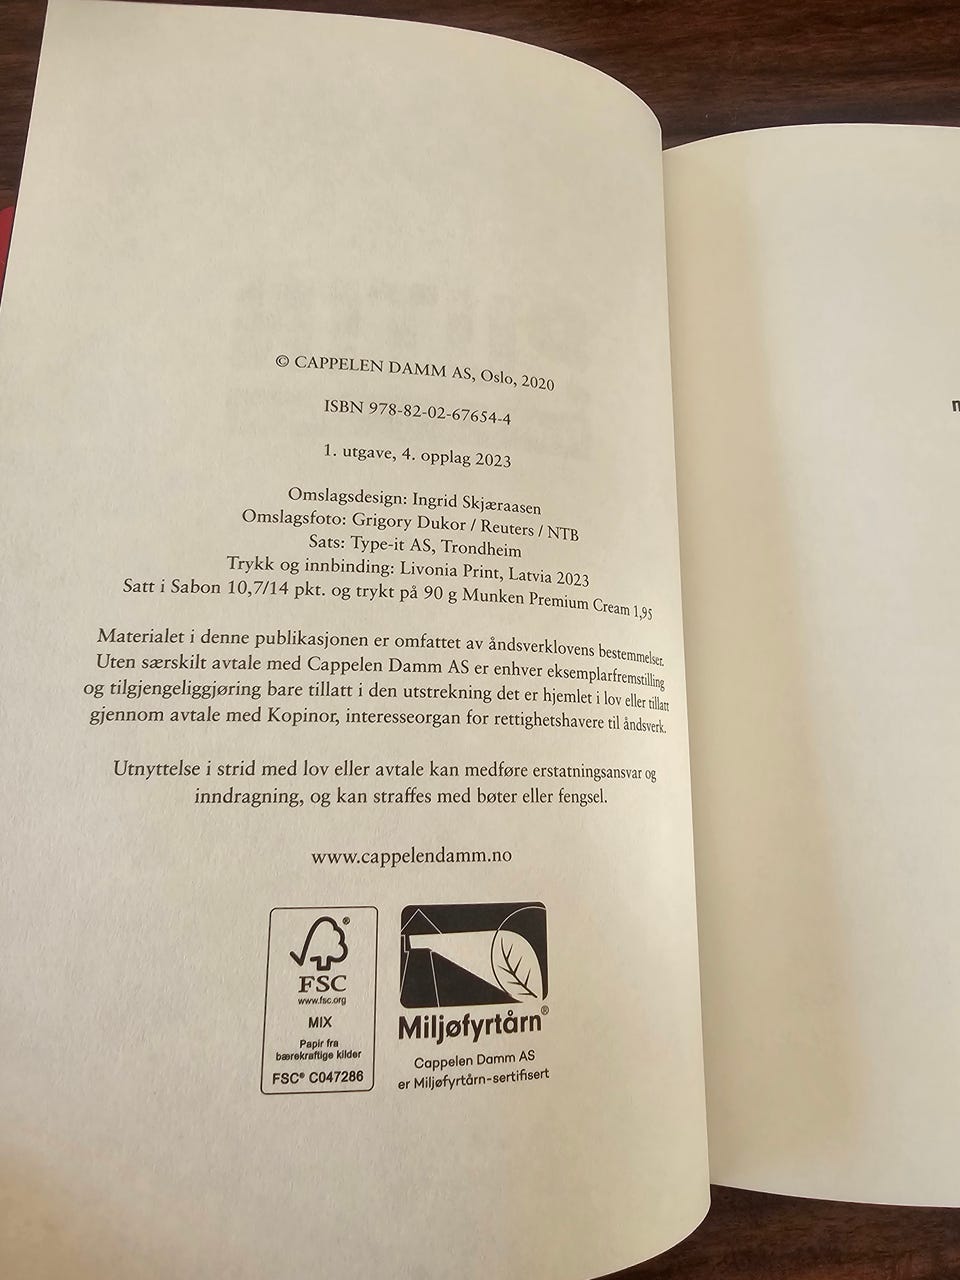 © CAPPELEN DAMM AS, Oslo, 2020
ISBN 978-82-02-67654-4
1. utgave, 4. opplag 2023
Omslagsdesign: Ingrid Skjæraasen
Omslagsfoto: Grigory Dukor / Reuters / NTB
Sats: Type-it AS, Trondheim
Trykk og innbinding: Livonia Print, Latvia 2023
Satt i Sabon 10,7/14 pkt. og trykt på 90 g Munken Premium Cream 1,95
Materialet i denne publikasjonen er omfattet av åndsverklovens bestemmelser.
Uten særskilt avtale med Cappelen Damm AS er enhver eksemplarfremstilling
og tilgjengeliggjøring bare tillatt i den utstrekning det er hjemlet i lov eller tillatt
gjennom avtale med Kopinor, interesseorgan for rettighetshavere til åndsverk.
Utnyttelse i strid med lov eller avtale kan medføre erstatningsansvar og
inndragning, og kan straffes med bøter eller fengsel.
www.cappelendamm.no
FSC®
www.fsc.org
MIX
Papir fra
bærekraftige kilder
FSC® C047286
Miljøfyrtårn®
Cappelen Damm AS
er Miljøfyrtårn-sertifisert